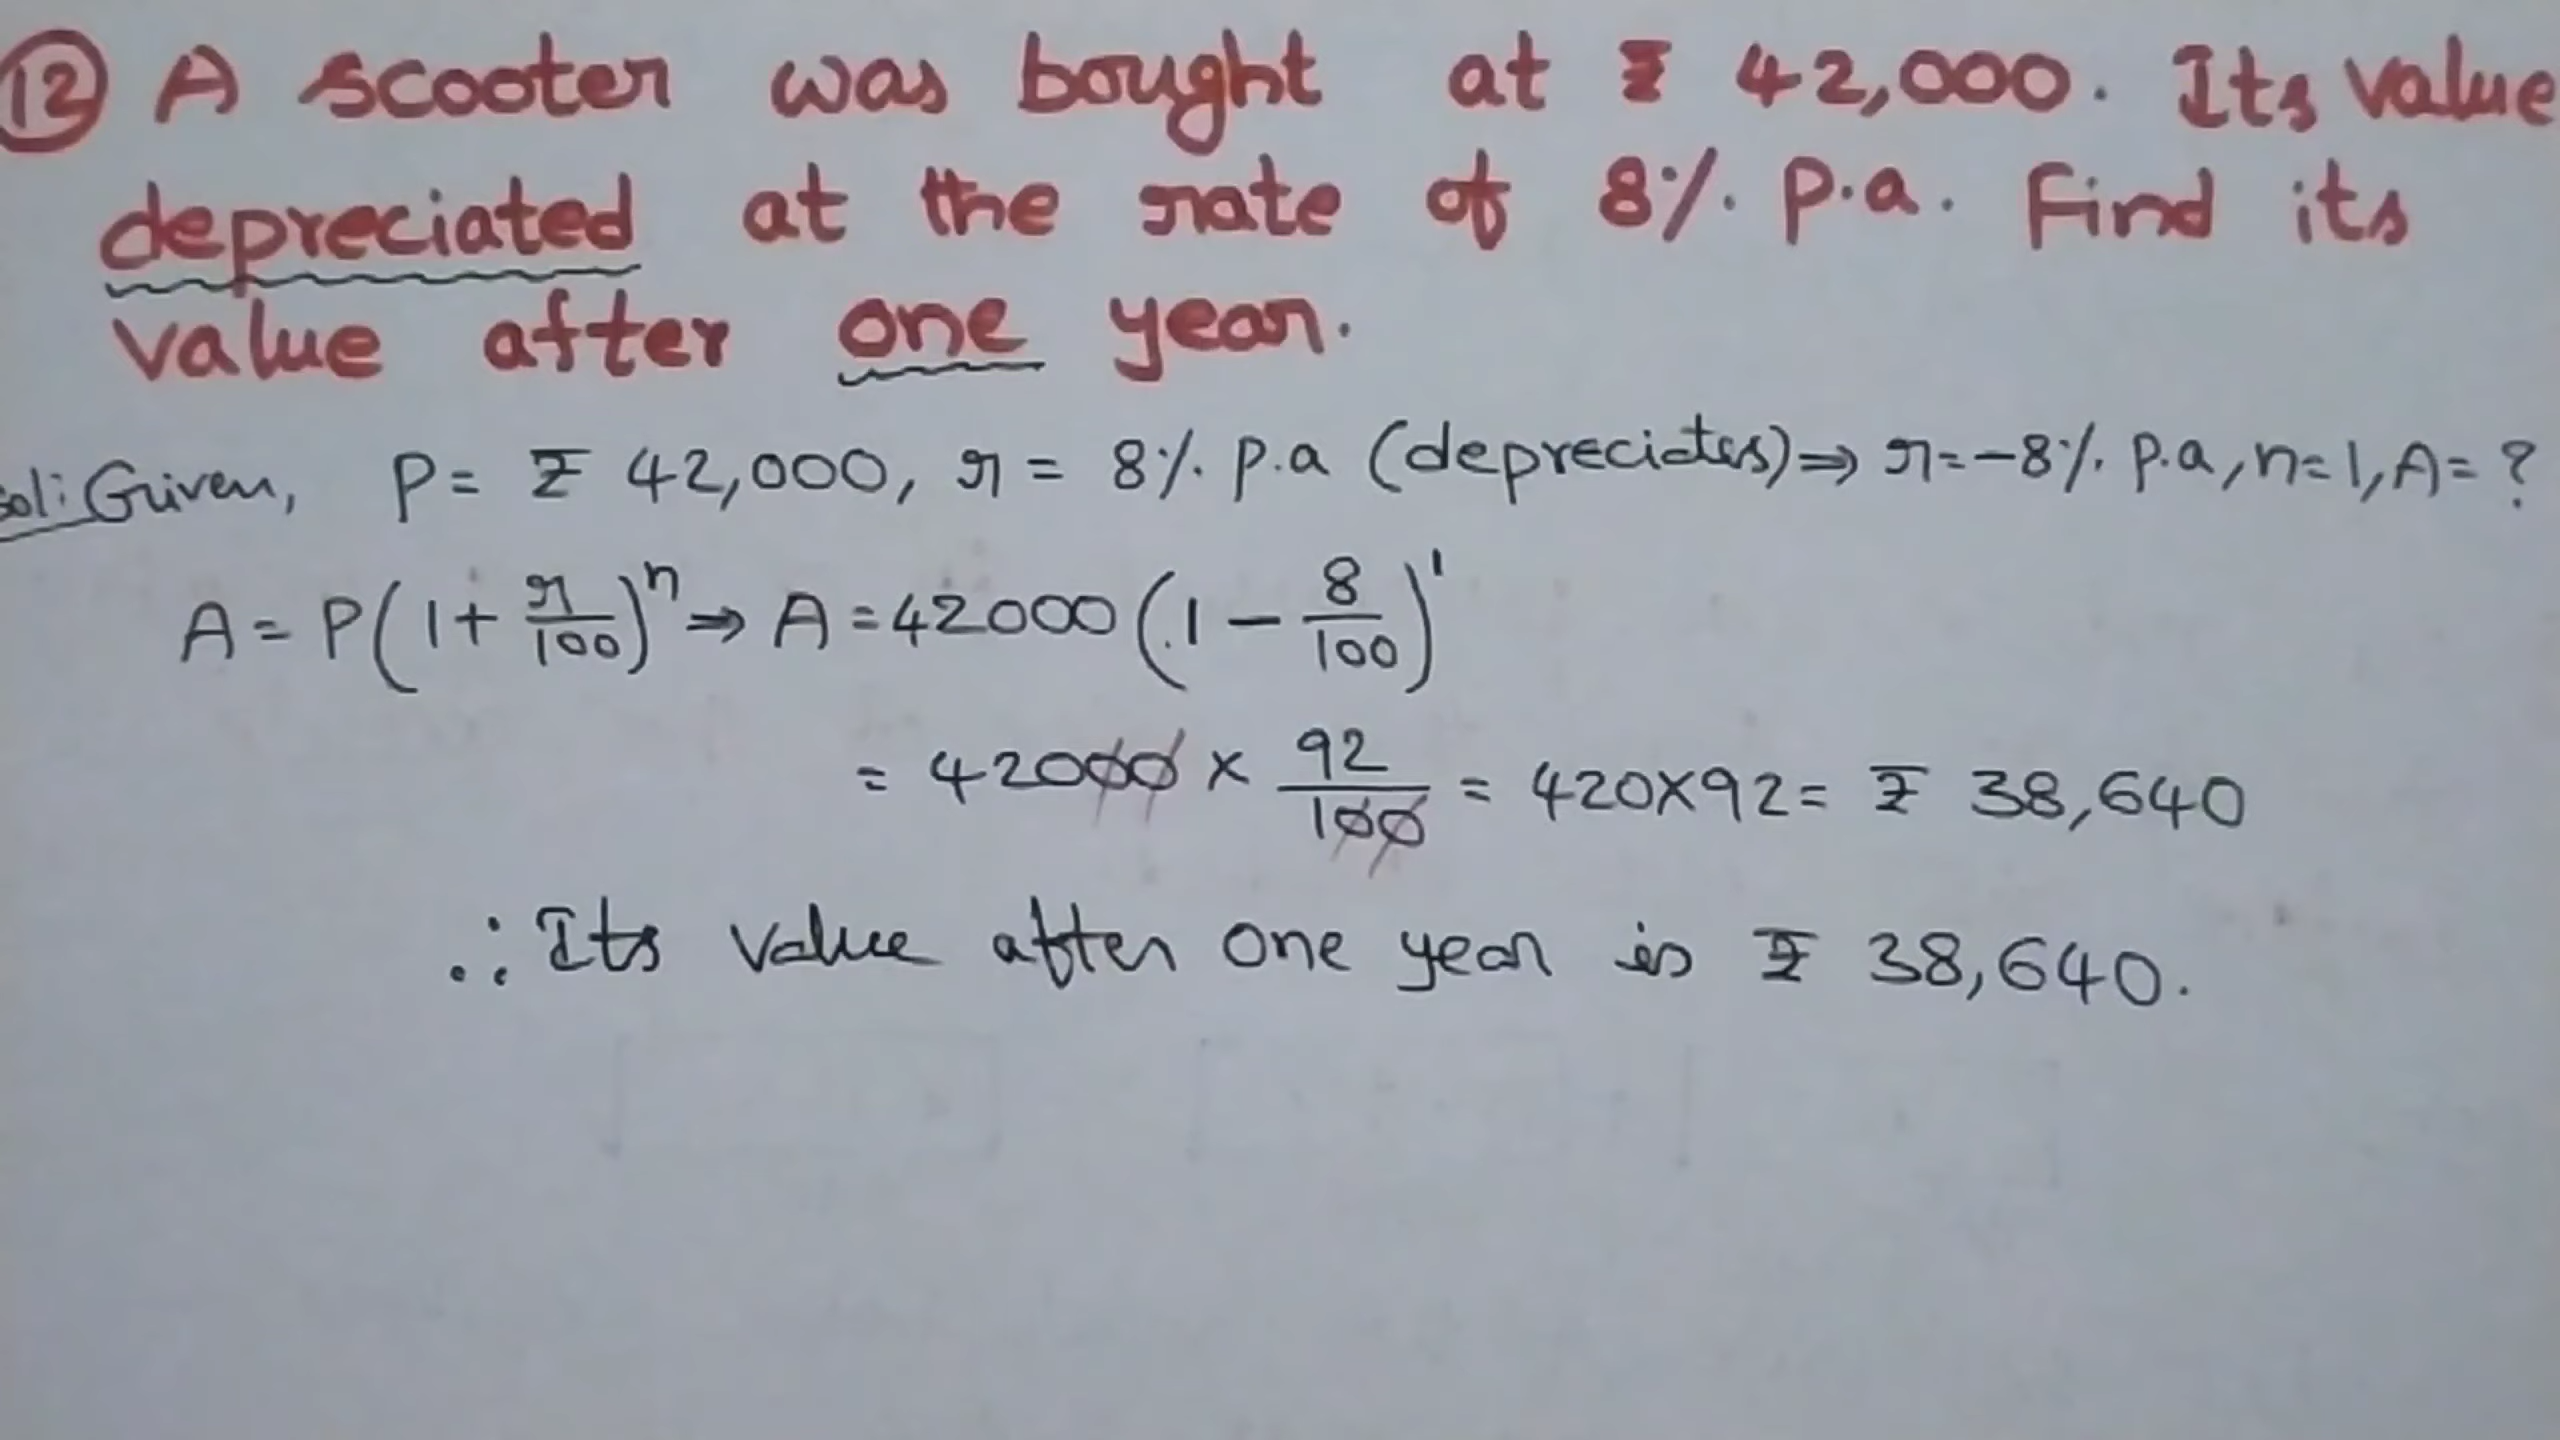 12 A scooter was bought at ₹ 42,000. Its value
depreciated at the rate of 8% p.a. Find its
value after one year.
Sol: Given, P = ₹ 42,000, r = 8% p.a (depreciates) ⇒ r = -8% p.a, n = 1, A = ?
A = P(1 + r/100)^n ⇒ A = 42000(1 - 8/100)^1
= 42000 × 92/100 = 420×92 = ₹ 38,640
∴ Its value after one year is ₹ 38,640.